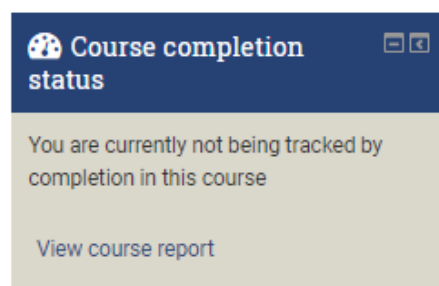 Course completion
status
You are currently not being tracked by
completion in this course
View course report